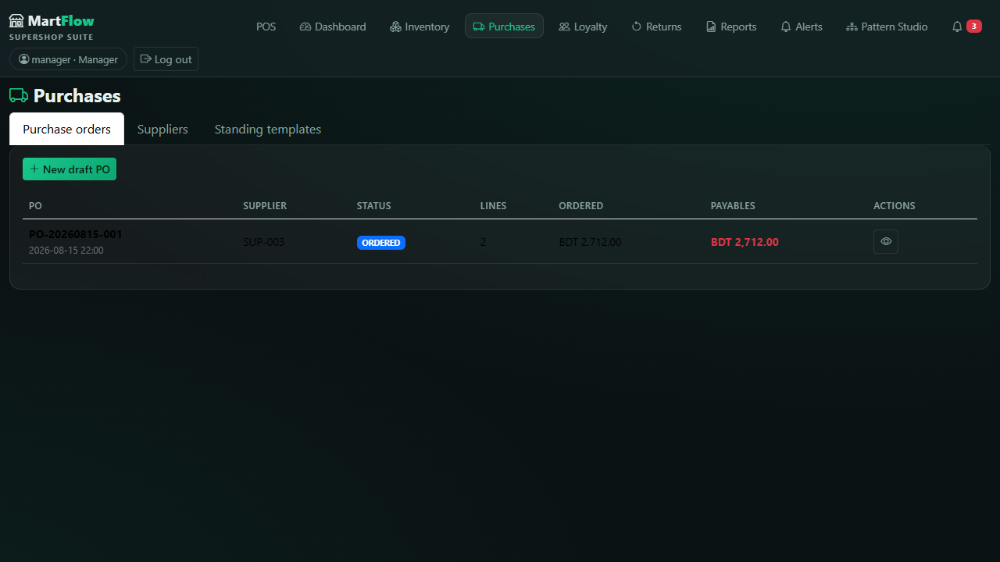 MartFlow
SUPERSHOP SUITE
POS Dashboard Inventory Purchases Loyalty Returns Reports Alerts Pattern Studio 3
manager · Manager Log out
Purchases
Purchase orders Suppliers Standing templates
+ New draft PO
PO SUPPLIER STATUS LINES ORDERED PAYABLES ACTIONS
PO-20260815-001 SUP-003 ORDERED 2 BDT 2,712.00 BDT 2,712.00
2026-08-15 22:00